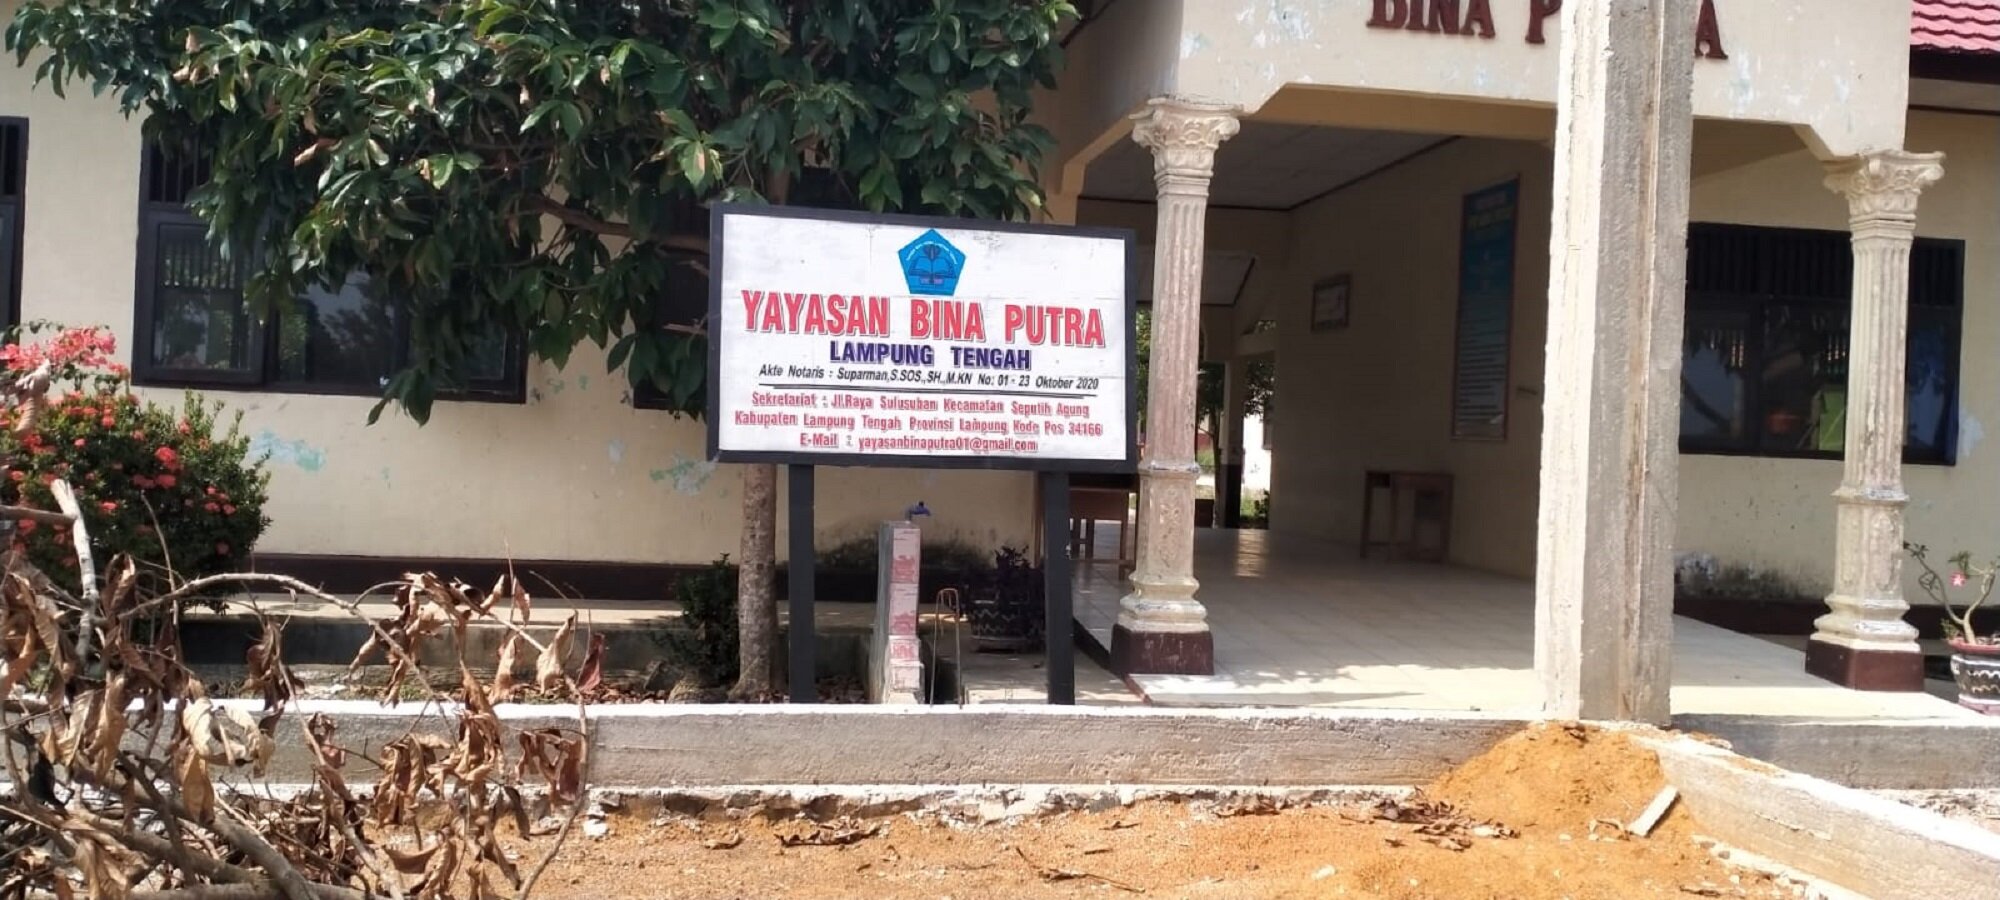 BINA P
A
YAYASAN BINA PUTRA
LAMPUNG TENGAH
Akte Notaris : Suparman,S.SOS.,SH.,M.KN No: 01 - 23 Oktober 2020
Sekretariat : Jl.Raya Sulusuban Kecamatan Seputih Agung
Kabupaten Lampung Tengah Provinsi Lampung Kode Pos 34166
E-Mail : yayasanbinaputra01@gmail.com